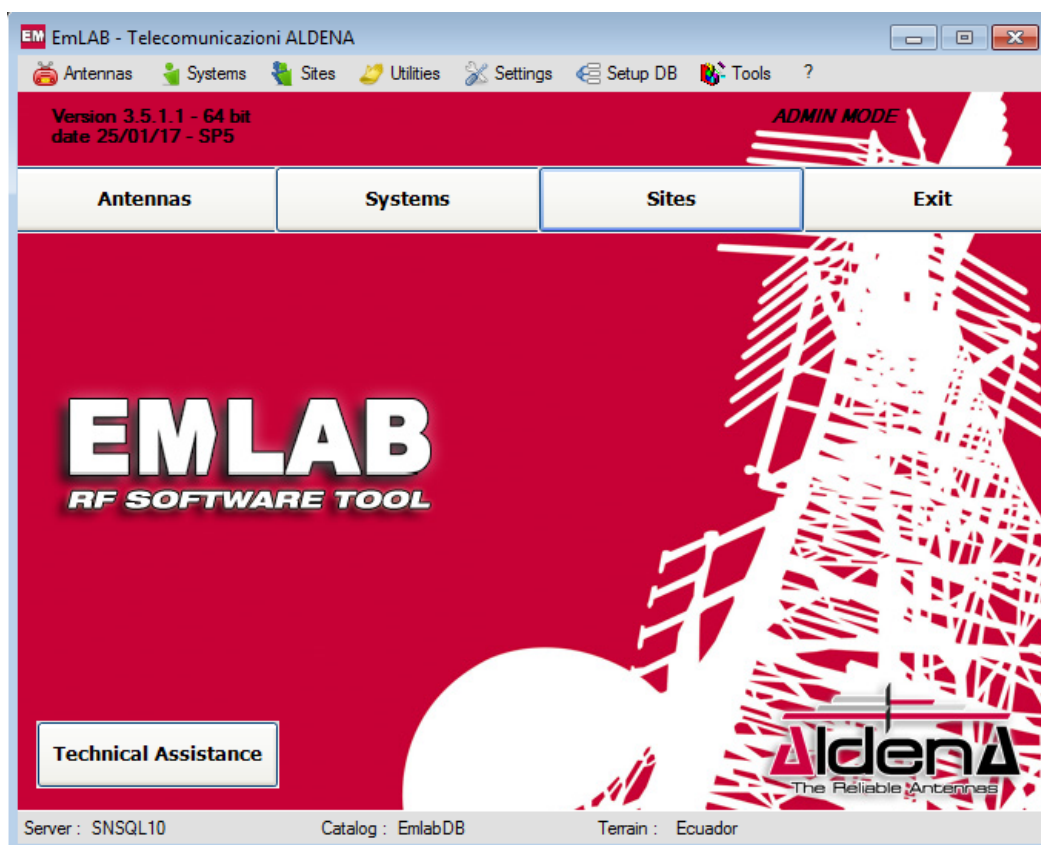 EM EmLAB - Telecomunicazioni ALDENA
Antennas Systems Sites Utilities Settings Setup DB Tools ?
Version 3.5.1.1 - 64 bit
date 25/01/17 - SP5
ADMIN MODE
Antennas Systems Sites Exit
EMLAB
RF SOFTWARE TOOL
Technical Assistance
AldenA
The Reliable Antennas
Server : SNSQL10 Catalog : EmlabDB Terrain : Ecuador